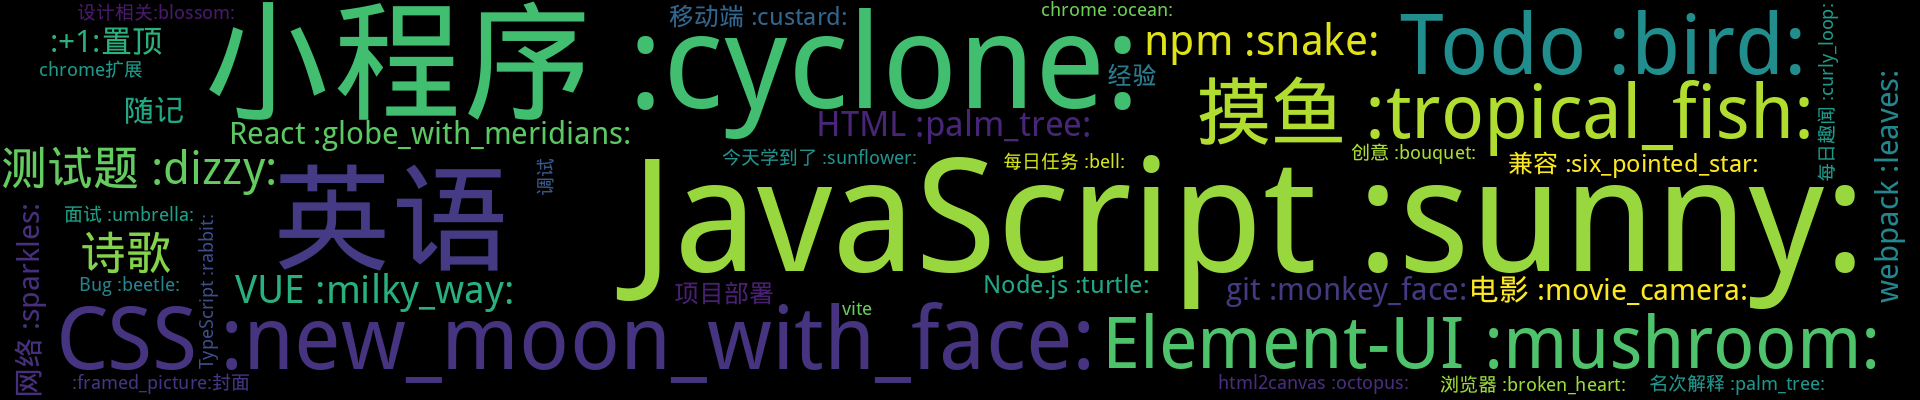 设计相关:blossom:
:+1:置顶
chrome扩展
随记
小程序 :cyclone:
移动端 :custard:
chrome :ocean:
npm :snake:
Todo :bird:
每日趣闻 :curly_loop:
经验
摸鱼 :tropical_fish:
webpack :leaves:
React :globe_with_meridians:
HTML :palm_tree:
测试题 :dizzy:
英语
调试
今天学到了 :sunflower:
每日任务 :bell:
创意 :bouquet:
兼容 :six_pointed_star:
JavaScript :sunny:
网络 :sparkles:
面试 :umbrella:
诗歌
Bug :beetle:
TypeScript :rabbit:
VUE :milky_way:
项目部署
Node.js :turtle:
git :monkey_face:
电影 :movie_camera:
CSS :new_moon_with_face:
vite
Element-UI :mushroom:
:framed_picture:封面
html2canvas :octopus:
浏览器 :broken_heart:
名次解释 :palm_tree: